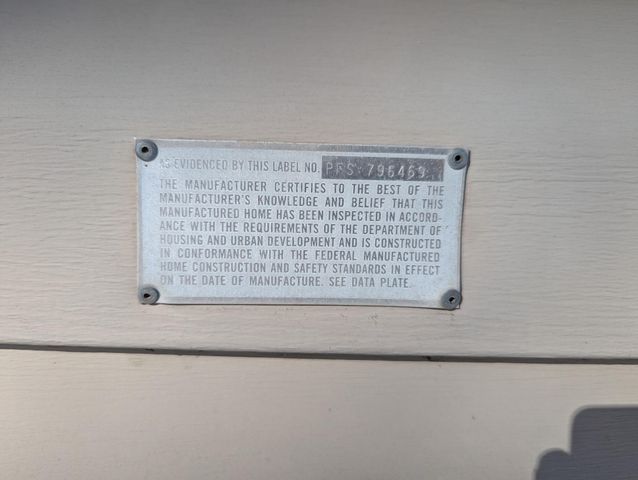 AS EVIDENCED BY THIS LABEL NO. PFS 796469
THE MANUFACTURER CERTIFIES TO THE BEST OF THE
MANUFACTURER'S KNOWLEDGE AND BELIEF THAT THIS
MANUFACTURED HOME HAS BEEN INSPECTED IN ACCORD-
ANCE WITH THE REQUIREMENTS OF THE DEPARTMENT OF
HOUSING AND URBAN DEVELOPMENT AND IS CONSTRUCTED
IN CONFORMANCE WITH THE FEDERAL MANUFACTURED
HOME CONSTRUCTION AND SAFETY STANDARDS IN EFFECT
ON THE DATE OF MANUFACTURE. SEE DATA PLATE.